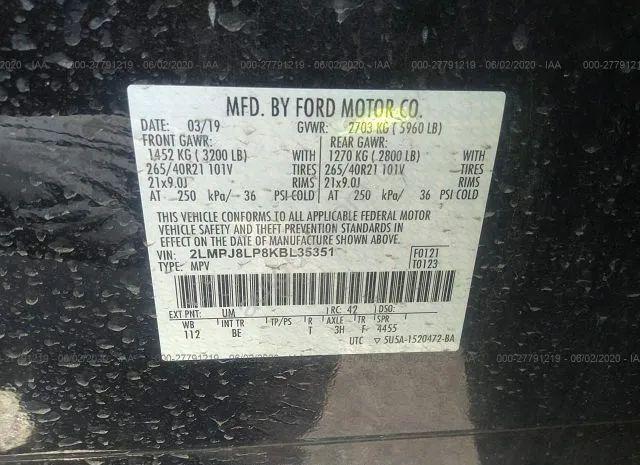 000-27791219 - 06/02/2020 - IAA
MFD. BY FORD MOTOR CO.
DATE: 03/19 GVWR: 2703 KG ( 5960 LB)
FRONT GAWR: REAR GAWR:
1452 KG ( 3200 LB) WITH 1270 KG ( 2800 LB) WITH
265/40R21 101V TIRES 265/40R21 101V TIRES
21x9.0J RIMS 21x9.0J RIMS
AT 250 kPa/ 36 PSI COLD AT 250 kPa/ 36 PSI COLD
THIS VEHICLE CONFORMS TO ALL APPLICABLE FEDERAL MOTOR
VEHICLE SAFETY AND THEFT PREVENTION STANDARDS IN
EFFECT ON THE DATE OF MANUFACTURE SHOWN ABOVE.
VIN: 2LMPJ8LP8KBL35351 F0121
TYPE: MPV T0123
EXT PNT: UM RC: 42 DSO:
WB INT TR TP/PS R AXLE TR SPR
112 BE T 3H F 4455
UTC ▽ 5U5A-1520472-BA
000-27791219 - 06/02/2020 - IAA